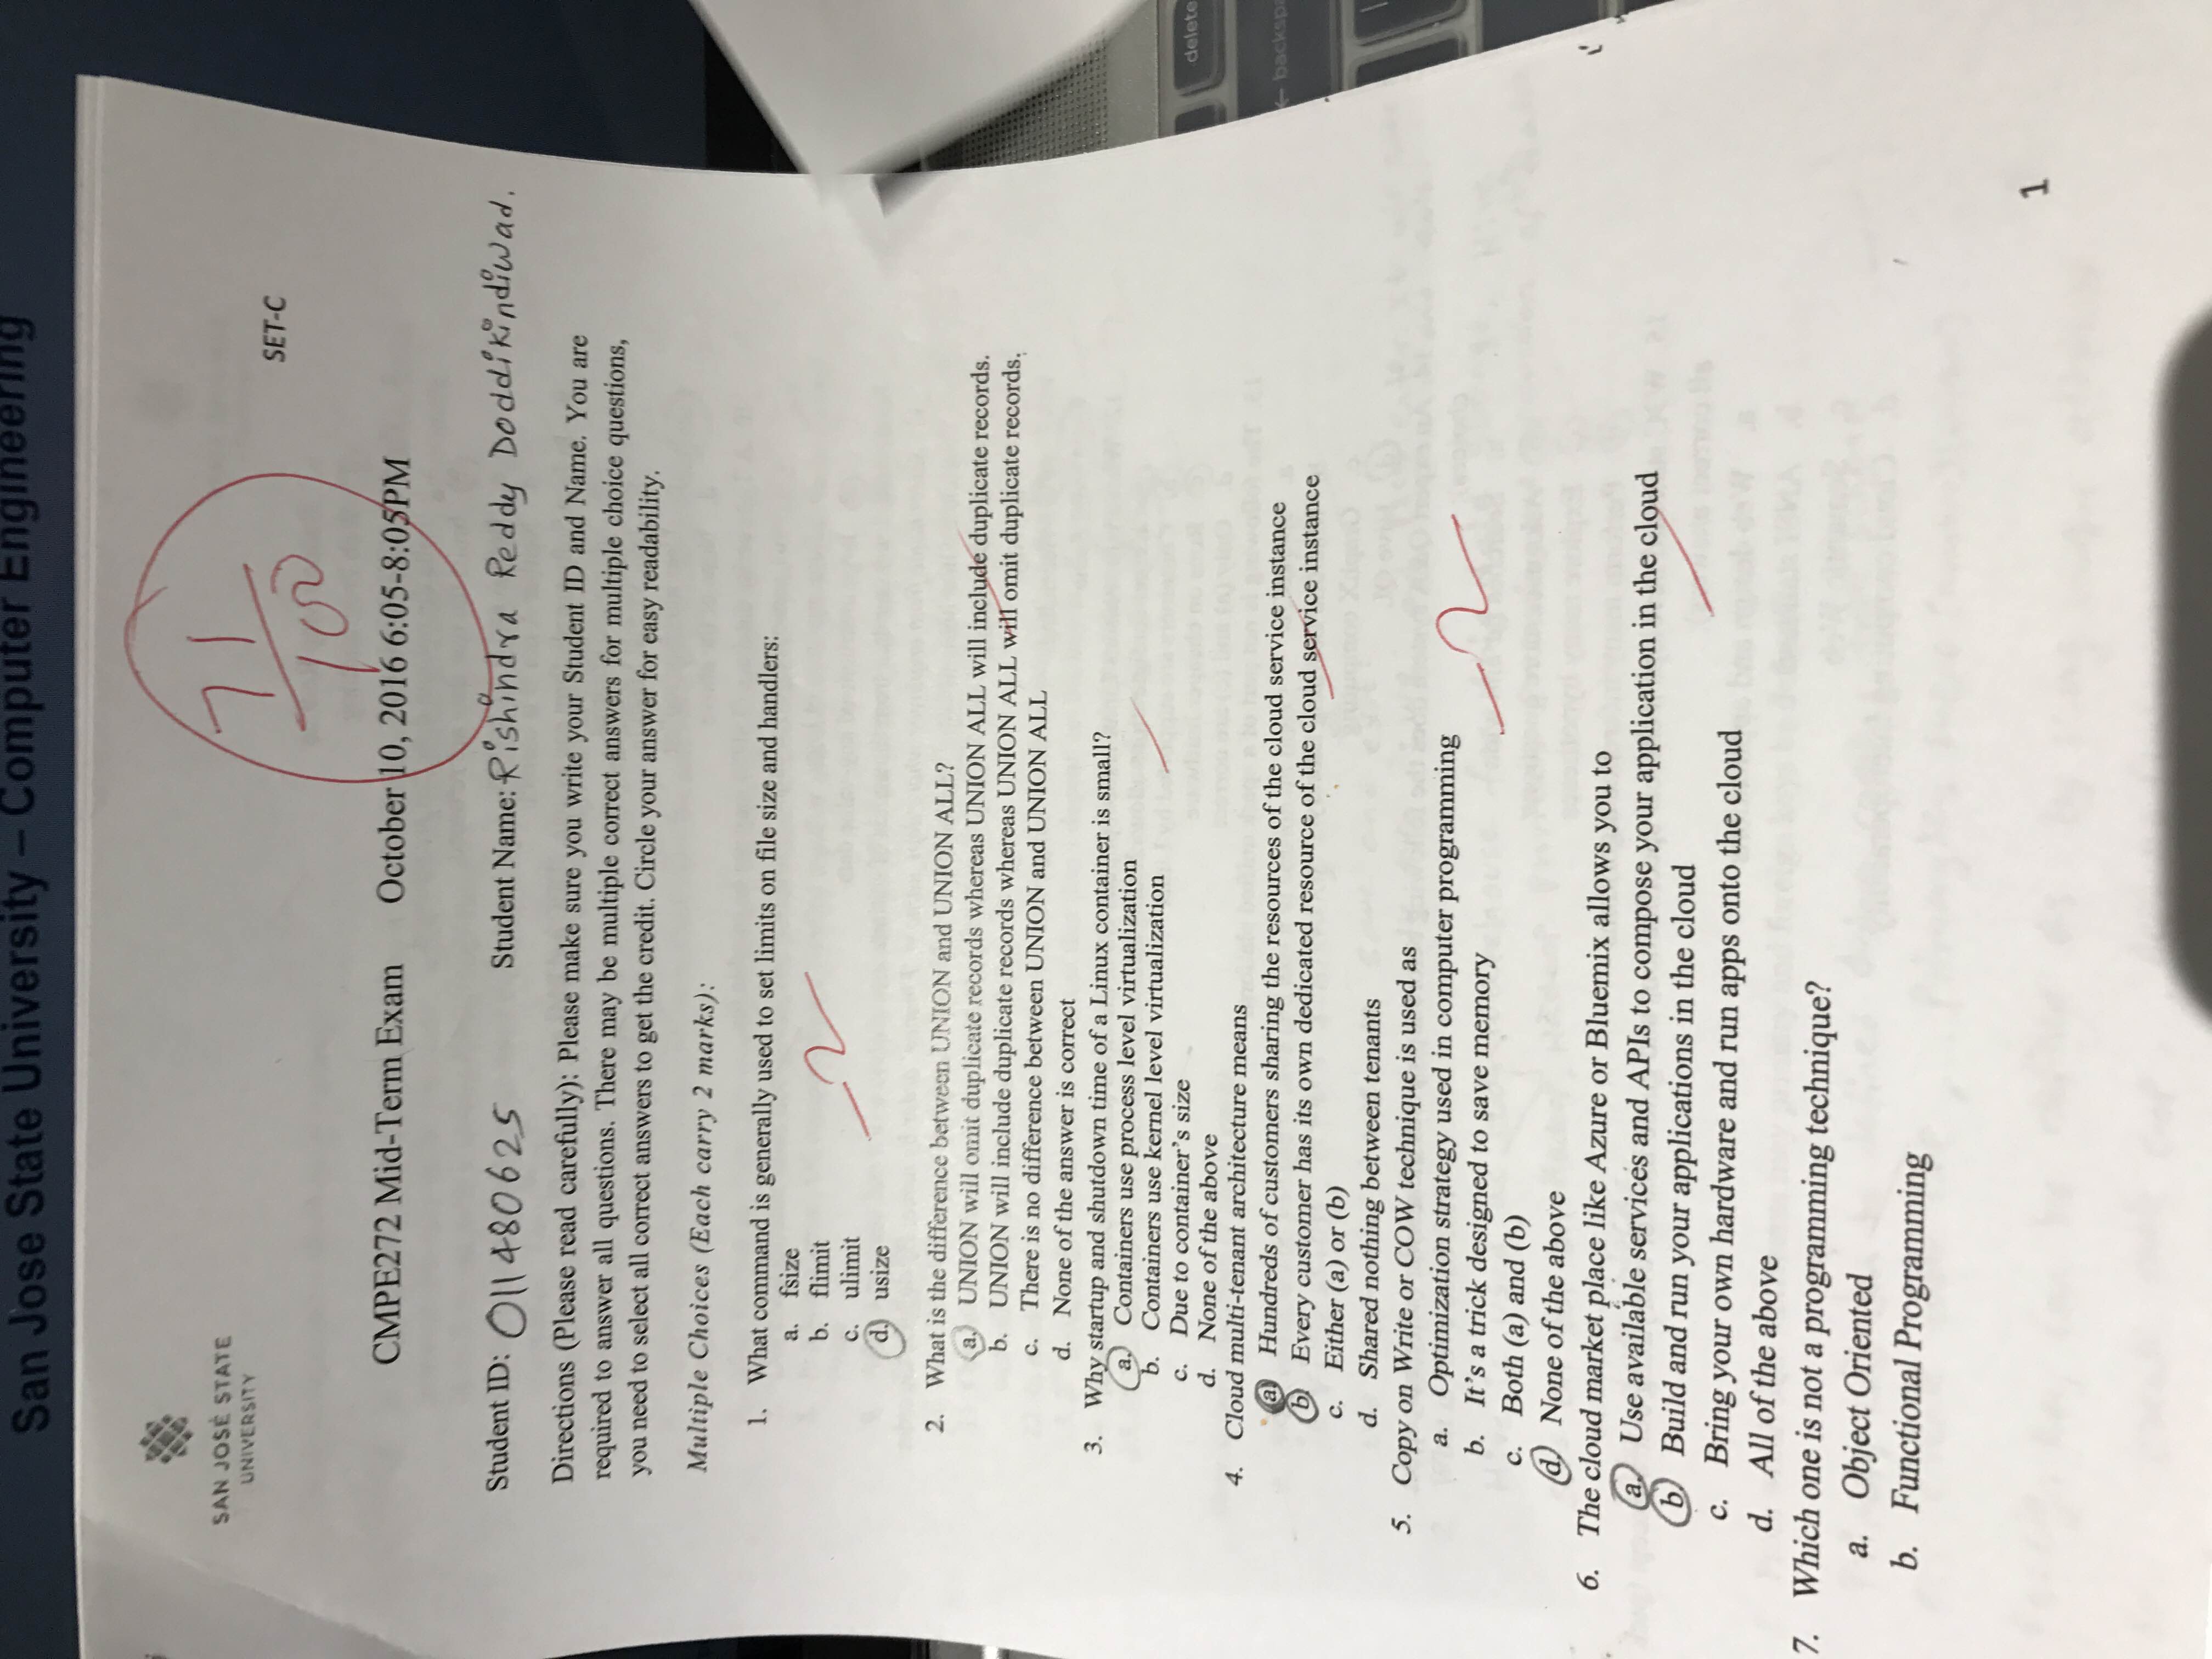 San Jose State University – Computer Engineering
SAN JOSÉ STATE
UNIVERSITY
71
100
SET-C
CMPE272 Mid-Term Exam October 10, 2016 6:05-8:05PM
Student ID: 011480625 Student Name: Rishindra Reddy Doddikindiwad.
Directions (Please read carefully): Please make sure you write your Student ID and Name. You are
required to answer all questions. There may be multiple correct answers for multiple choice questions,
you need to select all correct answers to get the credit. Circle your answer for easy readability.
Multiple Choices (Each carry 2 marks):
1. What command is generally used to set limits on file size and handlers:
a. fsize
b. flimit
c. ulimit
-2
d. usize
2. What is the difference between UNION and UNION ALL?
a. UNION will omit duplicate records whereas UNION ALL will include duplicate records.
b. UNION will include duplicate records whereas UNION ALL will omit duplicate records.
c. There is no difference between UNION and UNION ALL
d. None of the answer is correct
3. Why startup and shutdown time of a Linux container is small?
a. Containers use process level virtualization
b. Containers use kernel level virtualization
c. Due to container's size
d. None of the above
4. Cloud multi-tenant architecture means
a. Hundreds of customers sharing the resources of the cloud service instance
b. Every customer has its own dedicated resource of the cloud service instance
c. Either (a) or (b)
d. Shared nothing between tenants
5. Copy on Write or COW technique is used as
a. Optimization strategy used in computer programming
b. It's a trick designed to save memory
-2
c. Both (a) and (b)
d. None of the above
6. The cloud market place like Azure or Bluemix allows you to
a. Use available services and APIs to compose your application in the cloud
b. Build and run your applications in the cloud
c. Bring your own hardware and run apps onto the cloud
d. All of the above
7. Which one is not a programming technique?
a. Object Oriented
b. Functional Programming
1
delete